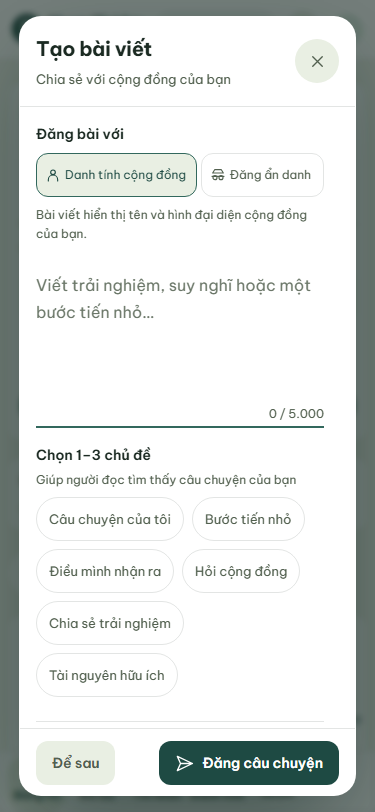 Tạo bài viết
Chia sẻ với cộng đồng của bạn
Đăng bài với
Danh tính cộng đồng
Đăng ẩn danh
Bài viết hiển thị tên và hình đại diện cộng đồng
của bạn.
Viết trải nghiệm, suy nghĩ hoặc một
bước tiến nhỏ...
0 / 5.000
Chọn 1–3 chủ đề
Giúp người đọc tìm thấy câu chuyện của bạn
Câu chuyện của tôi
Bước tiến nhỏ
Điều mình nhận ra
Hỏi cộng đồng
Chia sẻ trải nghiệm
Tài nguyên hữu ích
Để sau
Đăng câu chuyện